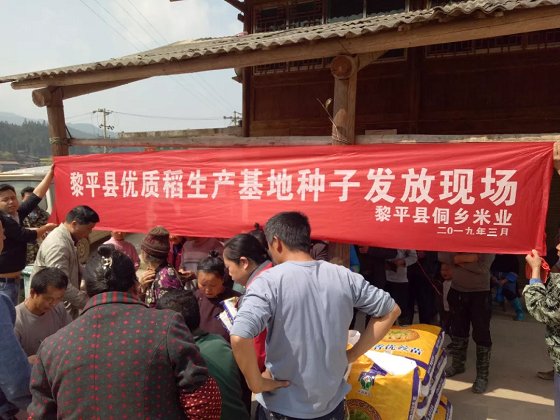 黎平县优质稻生产基地种子发放现场
黎平县侗乡米业
二〇一九年三月